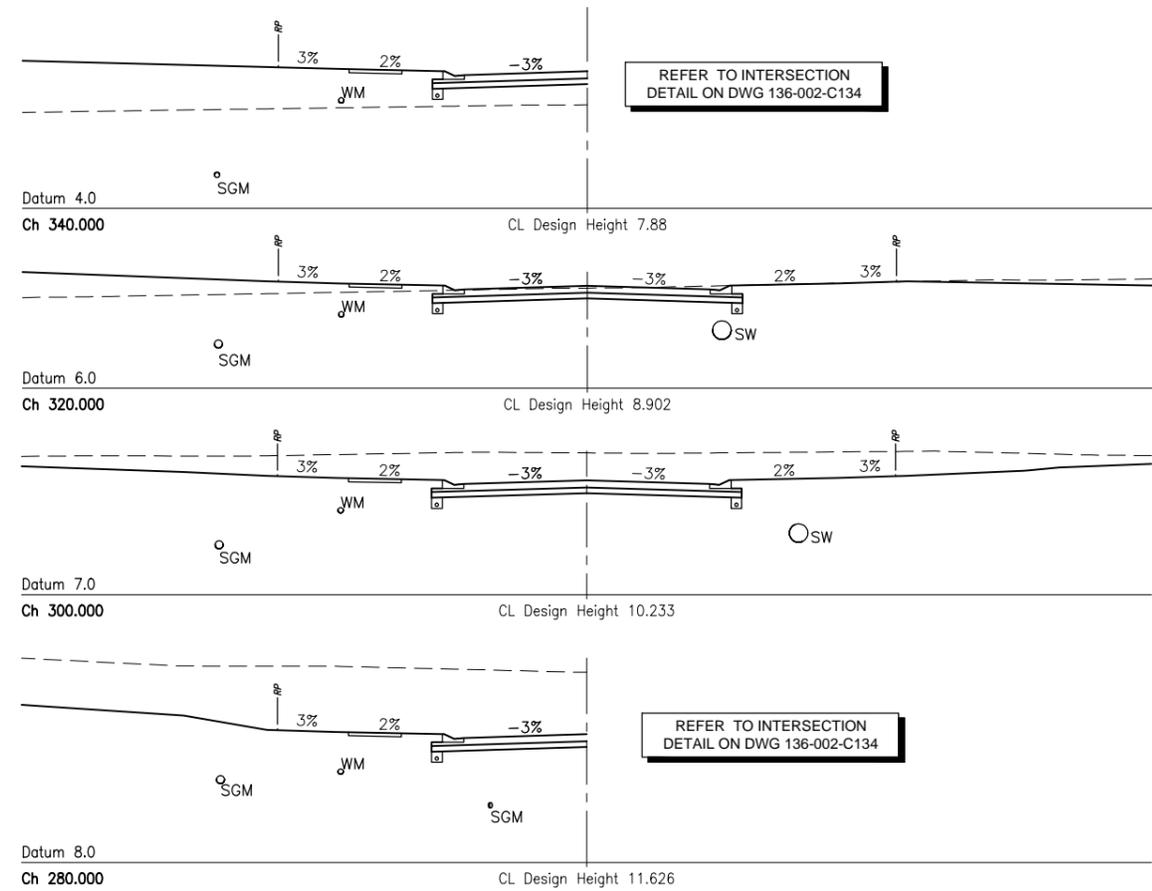 RP
3% 2% -3%
REFER TO INTERSECTION
DETAIL ON DWG 136-002-C134
WM
SGM
Datum 4.0
Ch 340.000 CL Design Height 7.88
RP RP
3% 2% -3% -3% 2% 3%
WM
SW
SGM
Datum 6.0
Ch 320.000 CL Design Height 8.902
RP RP
3% 2% -3% -3% 2% 3%
WM
SW
SGM
Datum 7.0
Ch 300.000 CL Design Height 10.233
RP
3% 2% -3%
REFER TO INTERSECTION
DETAIL ON DWG 136-002-C134
WM
SGM
SGM
Datum 8.0
Ch 280.000 CL Design Height 11.626